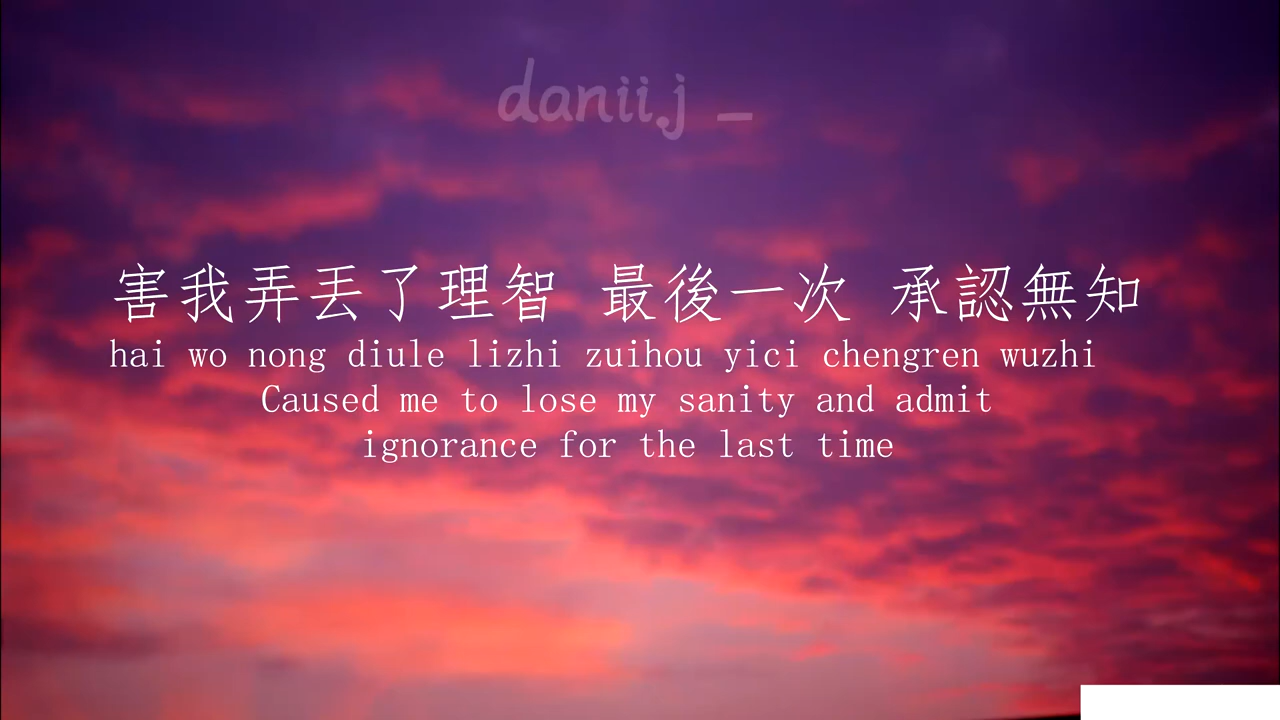 daniij _
害我弄丟了理智 最後一次 承認無知
hai wo nong diule lizhi zuihou yici chengren wuzhi
Caused me to lose my sanity and admit
ignorance for the last time